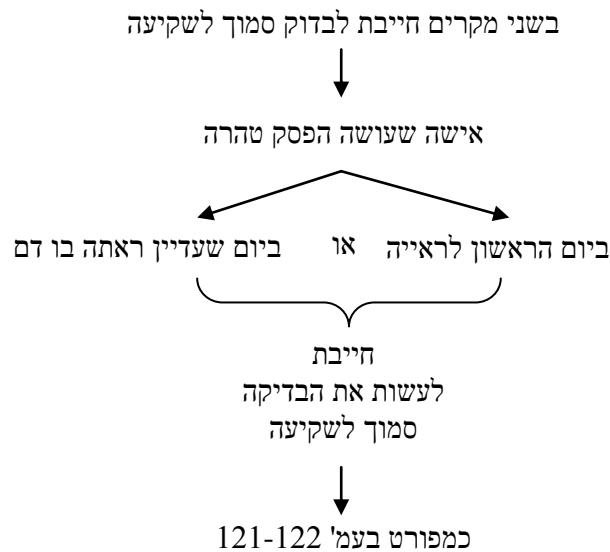 בשני מקרים חייבת לבדוק סמוך לשקיעה
אישה שעושה הפסק טהרה
ביום הראשון לראייה או ביום שעדיין ראתה בו דם
חייבת
לעשות את הבדיקה
סמוך לשקיעה
כמפורט בעמ' 121-122